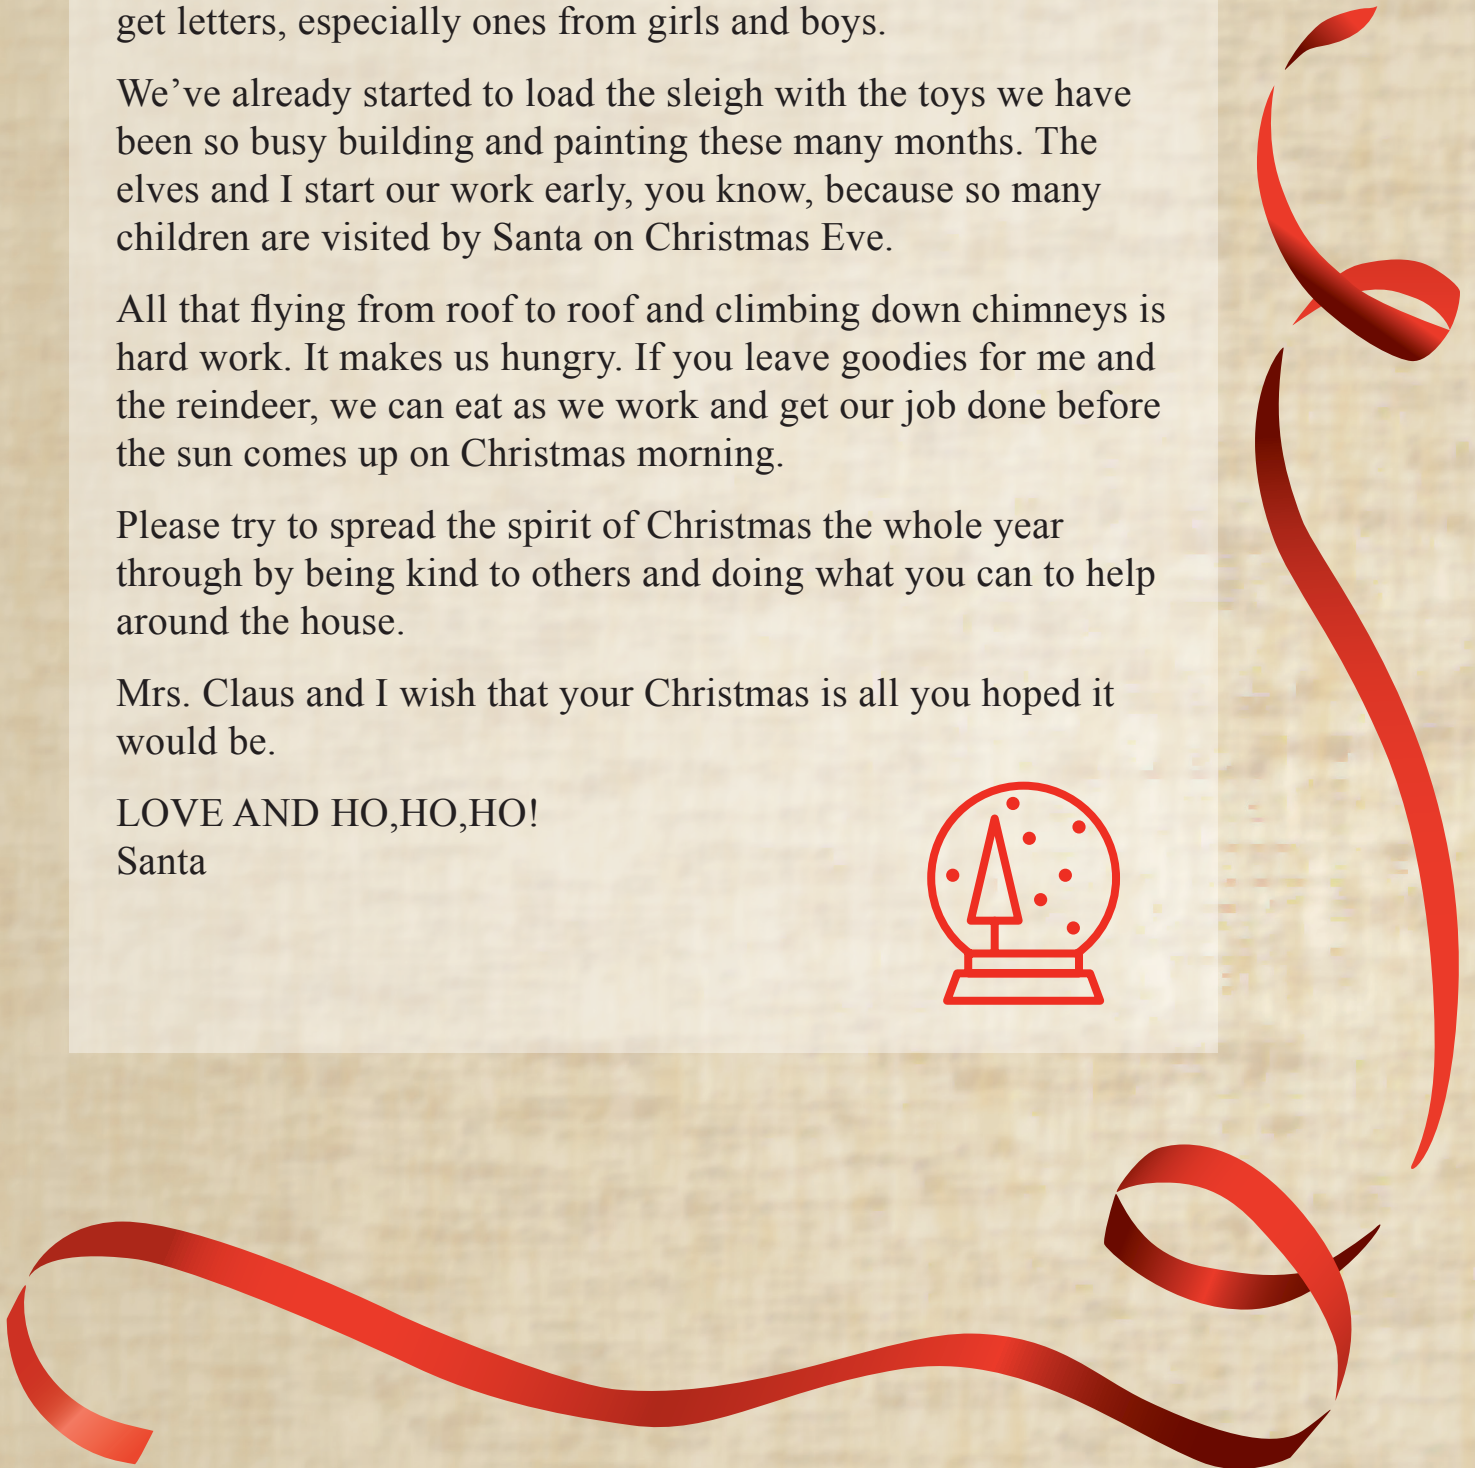 get letters, especially ones from girls and boys.
We’ve already started to load the sleigh with the toys we have
been so busy building and painting these many months. The
elves and I start our work early, you know, because so many
children are visited by Santa on Christmas Eve.
All that flying from roof to roof and climbing down chimneys is
hard work. It makes us hungry. If you leave goodies for me and
the reindeer, we can eat as we work and get our job done before
the sun comes up on Christmas morning.
Please try to spread the spirit of Christmas the whole year
through by being kind to others and doing what you can to help
around the house.
Mrs. Claus and I wish that your Christmas is all you hoped it
would be.
LOVE AND HO,HO,HO!
Santa